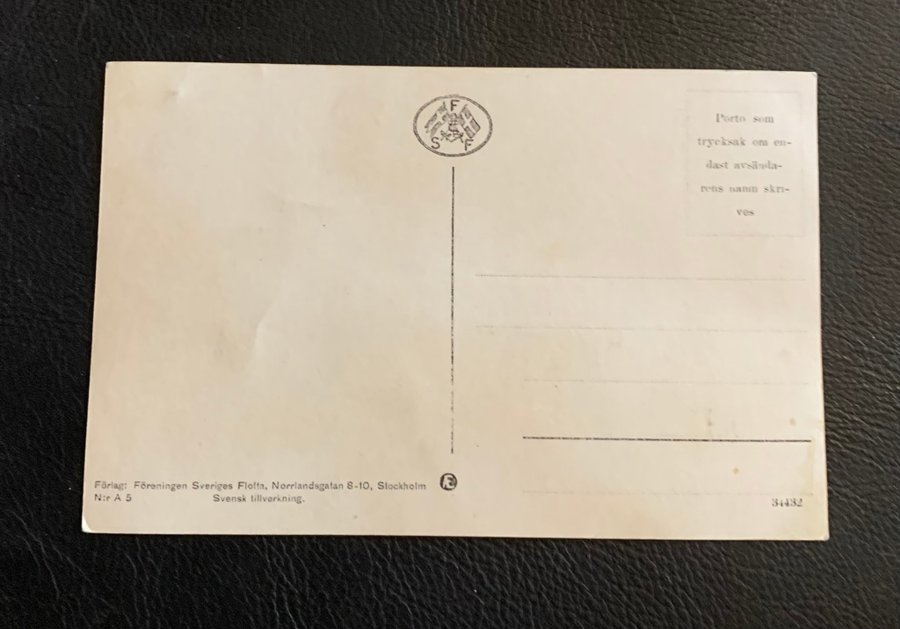 F
S F
Porto som
trycksak om en-
dast avsända-
rens namn skri-
ves
Förlag: Föreningen Sveriges Flotta, Norrlandsgatan 8-10, Stockholm Æ
N:r A 5 Svensk tillverkning.
34432